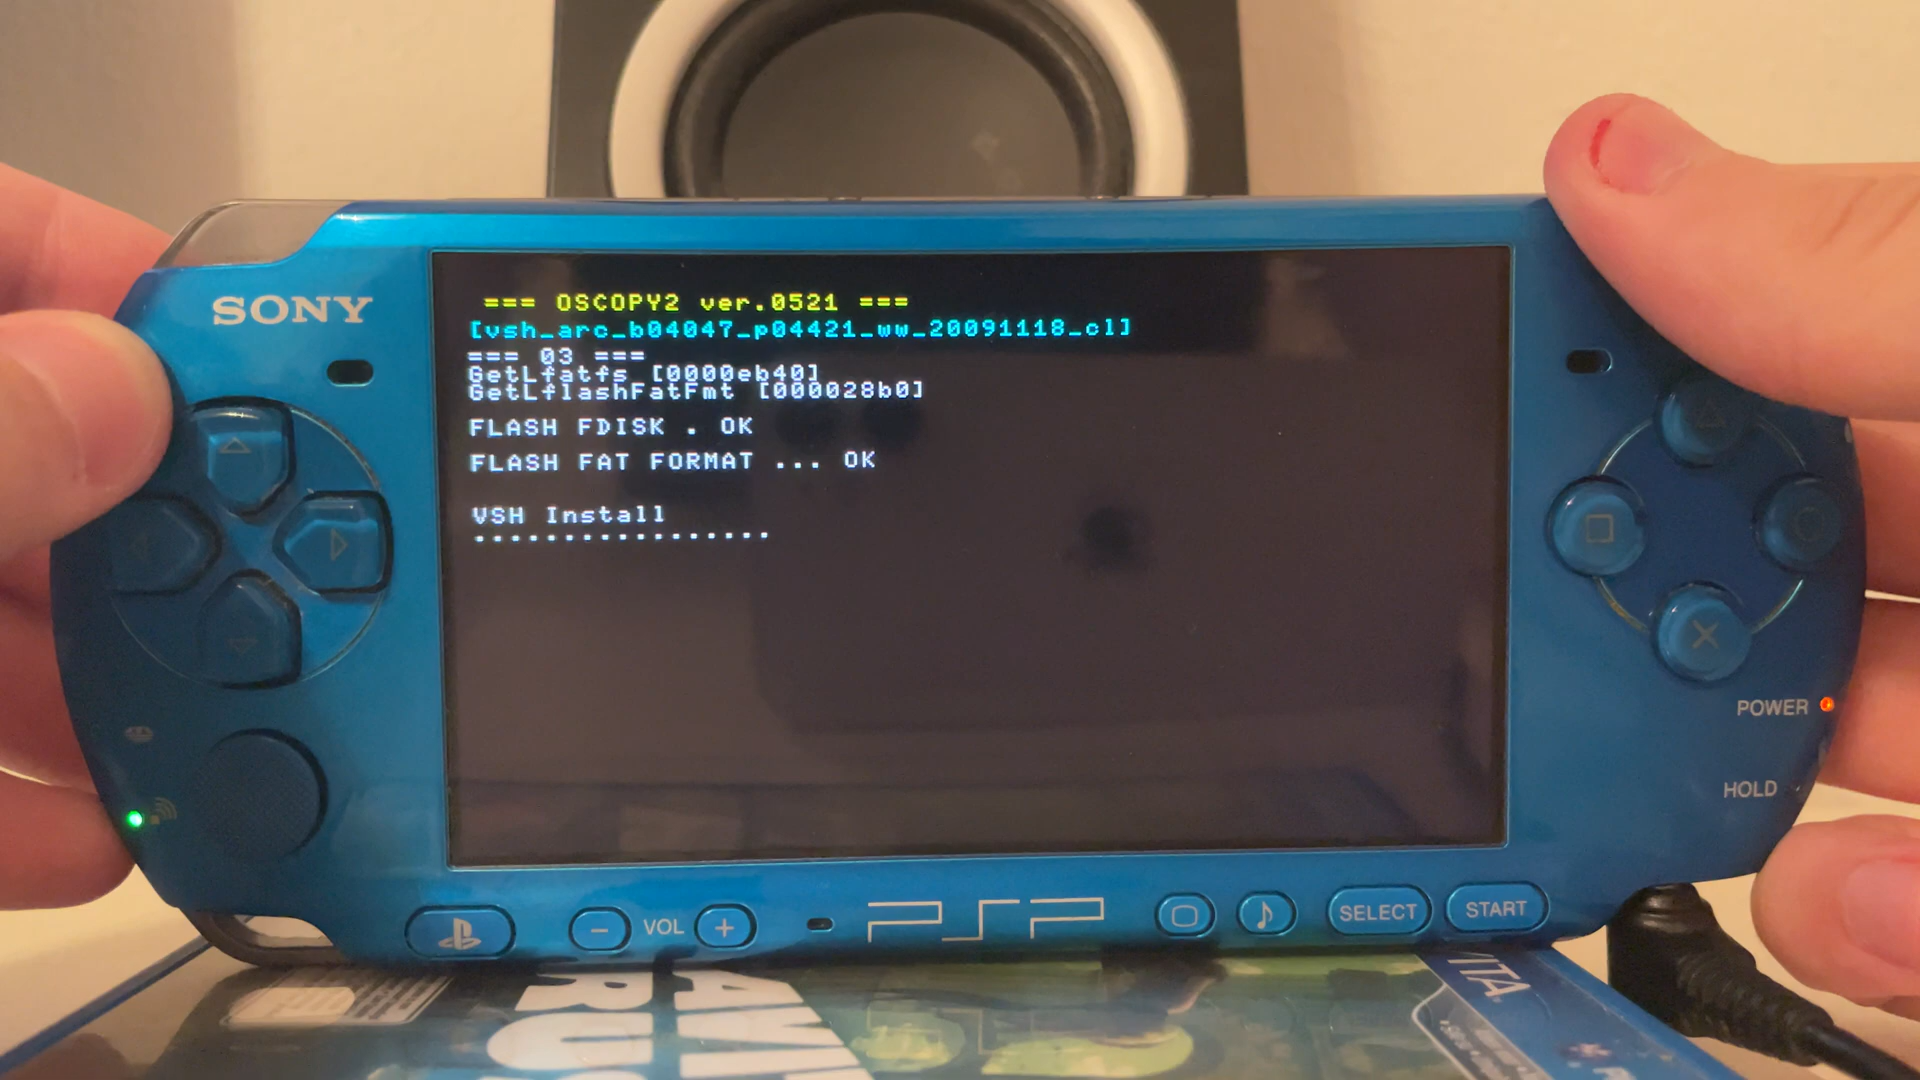 SONY
=== OSCOPY2 ver.0521 ===
[vsh_arc_b04047_p04421_ww_20091118_cl]
=== 03 ===
GetLfatfs [0000eb40]
GetLflashFatFmt [000028b0]
FLASH FDISK . OK
FLASH FAT FORMAT ... OK
VSH Install
.................
POWER
HOLD
- VOL +
PSP
SELECT
START
VITA